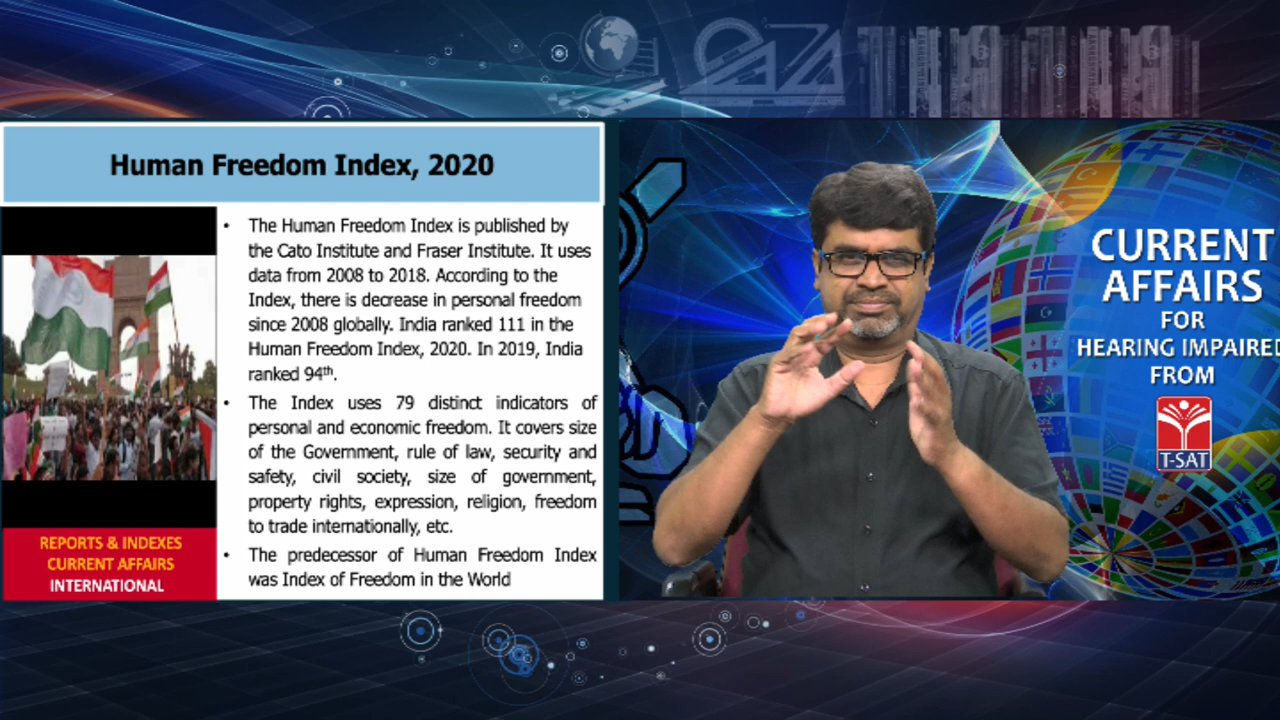 Human Freedom Index, 2020
• The Human Freedom Index is published by
the Cato Institute and Fraser Institute. It uses
data from 2008 to 2018. According to the
Index, there is decrease in personal freedom
since 2008 globally. India ranked 111 in the
Human Freedom Index, 2020. In 2019, India
ranked 94th.
• The Index uses 79 distinct indicators of
personal and economic freedom. It covers size
of the Government, rule of law, security and
safety, civil society, size of government,
property rights, expression, religion, freedom
to trade internationally, etc.
• The predecessor of Human Freedom Index
was Index of Freedom in the World
REPORTS & INDEXES
CURRENT AFFAIRS
INTERNATIONAL
CURRENT
AFFAIRS
FOR
HEARING IMPAIRED
FROM
T-SAT